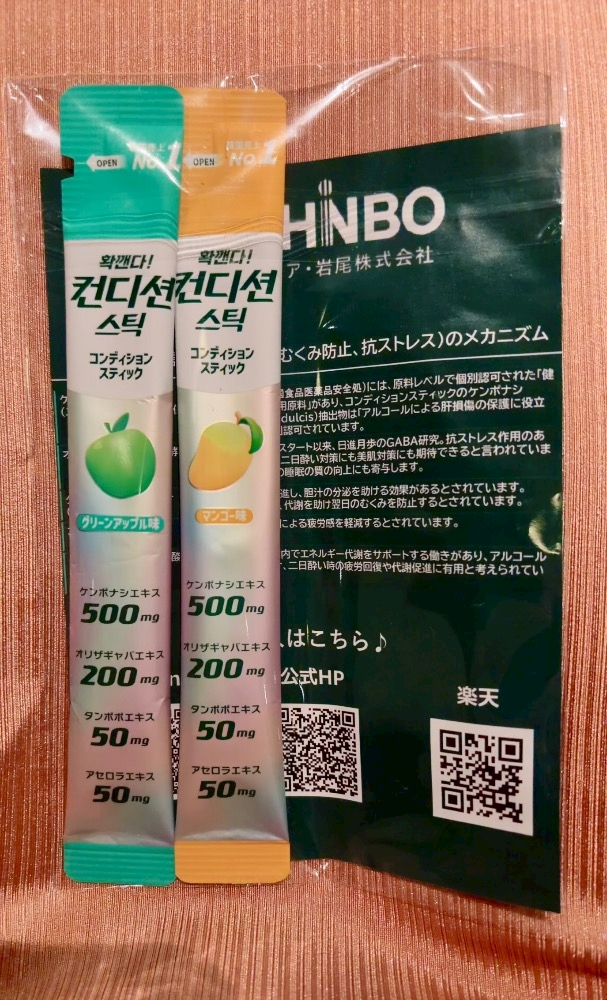 OPEN
No.1
확깬다!
컨디션
스틱
コンディション
スティック
グリーンアップル味
ケンポナシエキス
500mg
オリザギャバエキス
200mg
タンポポエキス
50mg
アセロラエキス
50mg
OPEN
No.1
확깬다!
컨디션
스틱
コンディション
スティック
マンゴー味
ケンポナシエキス
500mg
オリザギャバエキス
200mg
タンポポエキス
50mg
アセロラエキス
50mg
HINBO
ア・岩尾株式会社
むくみ防止、抗ストレス)のメカニズム
食品医薬品安全処)には、原料レベルで個別認可された「健
用原料」があり、コンディションスティックのケンポナシ
dulcis)抽出物は「アルコールによる肝損傷の保護に役立
認可されています。
スタート以来、日進月歩のGABA研究。抗ストレス作用のあ
二日酔い対策にも美肌対策にも期待できると言われていま
の睡眠の質の向上にも寄与します。
進し、胆汁の分泌を助ける効果があるとされています。
、代謝を助け翌日のむくみを防止するとされています。
による疲労感を軽減するとされています。
内でエネルギー代謝をサポートする働きがあり、アルコール
す、二日酔い時の疲労回復や代謝促進に有用と考えられてい
はこちら♪
公式HP
楽天